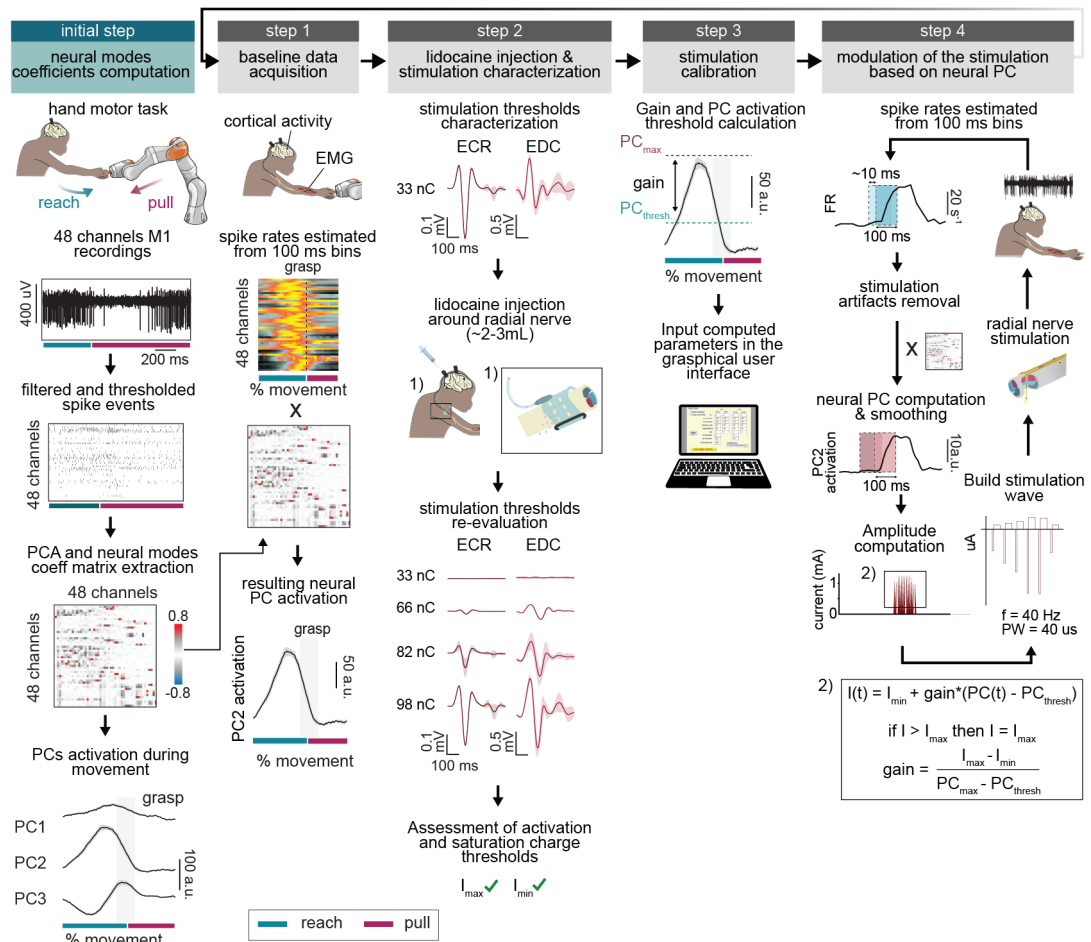 initial step
neural modes
coefficients computation
hand motor task
reach
pull
48 channels M1
recordings
400 uV
200 ms
filtered and thresholded
spike events
48 channels
PCA and neural modes
coeff matrix extraction
48 channels
48 channels
0.8
-0.8
PCs activation during
movement
grasp
PC1
PC2
PC3
100 a.u.
% movement
step 1
baseline data
acquisition
cortical activity
EMG
spike rates estimated
from 100 ms bins
grasp
48 channels
% movement
X
resulting neural
PC activation
grasp
PC2 activation
50 a.u.
% movement
reach
pull
step 2
lidocaine injection &
stimulation characterization
stimulation thresholds
characterization
ECR
EDC
33 nC
0.1
mV
0.5
mV
100 ms
lidocaine injection
around radial nerve
(~2-3mL)
1)
1)
stimulation thresholds
re-evaluation
ECR
EDC
33 nC
66 nC
82 nC
98 nC
0.1
mV
0.5
mV
100 ms
Assessment of activation
and saturation charge
thresholds
Imax
Imin
step 3
stimulation
calibration
Gain and PC activation
threshold calculation
PCmax
gain
PCthresh.
50 a.u.
% movement
Input computed
parameters in the
grasphical user
interface
step 4
modulation of the stimulation
based on neural PC
spike rates estimated
from 100 ms bins
~10 ms
FR
20 s-1
100 ms
stimulation
artifacts removal
X
radial nerve
stimulation
neural PC computation
& smoothing
PC2
activation
10a.u.
100 ms
Build stimulation
wave
Amplitude
computation
2)
current (mA)
1
0
uA
f = 40 Hz
PW = 40 us
2)
I(t) = Imin + gain*(PC(t) - PCthresh)
if I > Imax then I = Imax
gain = Imax - Imin
PCmax - PCthresh